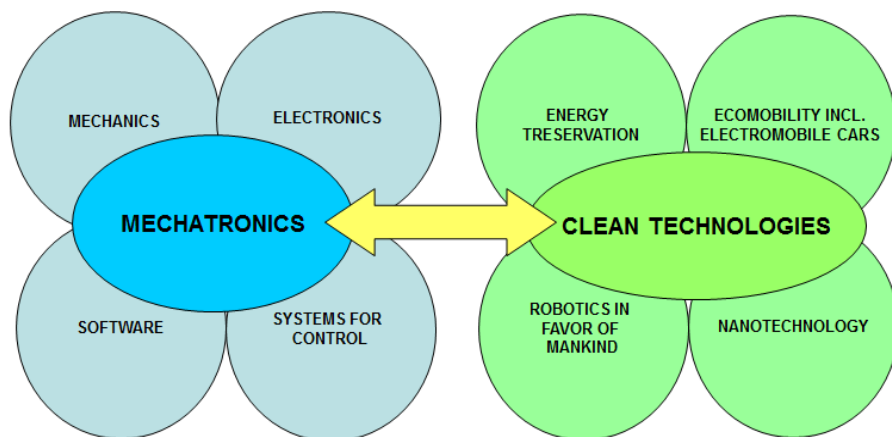 MECHANICS
ELECTRONICS
MECHATRONICS
SOFTWARE
SYSTEMS FOR
CONTROL
ENERGY
TRESERVATION
ECOMOBILITY INCL.
ELECTROMOBILE CARS
CLEAN TECHNOLOGIES
ROBOTICS IN
FAVOR OF
MANKIND
NANOTECHNOLOGY